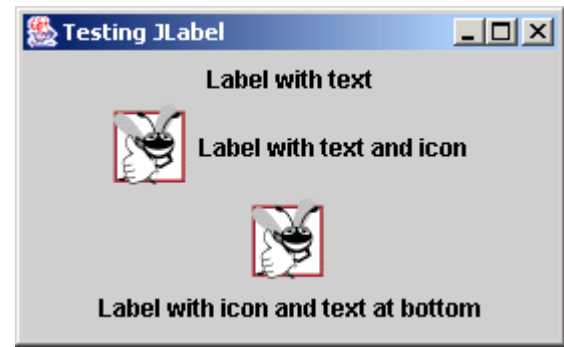 Testing JLabel
Label with text
Label with text and icon
Label with icon and text at bottom